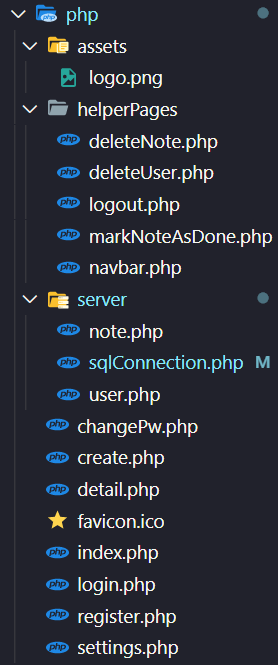 php
assets
logo.png
helperPages
deleteNote.php
deleteUser.php
logout.php
markNoteAsDone.php
navbar.php
server
note.php
sqlConnection.php M
user.php
changePw.php
create.php
detail.php
favicon.ico
index.php
login.php
register.php
settings.php